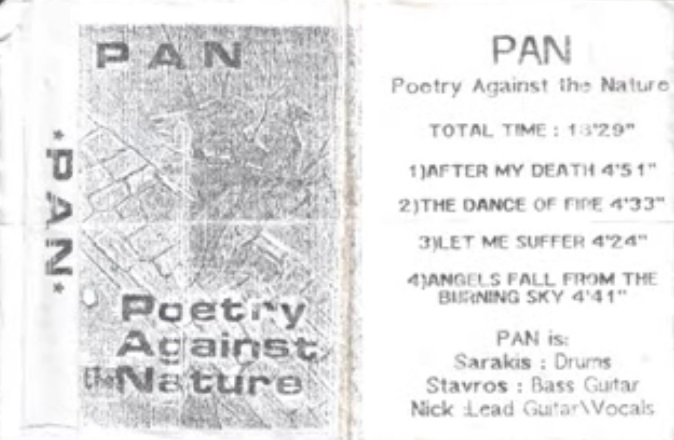 *PAN*
PAN
Poetry
Against
the Nature
PAN
Poetry Against the Nature
TOTAL TIME : 18'29"
1)AFTER MY DEATH 4'51"
2)THE DANCE OF FIRE 4'33"
3)LET ME SUFFER 4'24"
4)ANGELS FALL FROM THE
BURNING SKY 4'41"
PAN is:
Sarakis : Drums
Stavros : Bass Guitar
Nick :Lead Guitar\Vocals